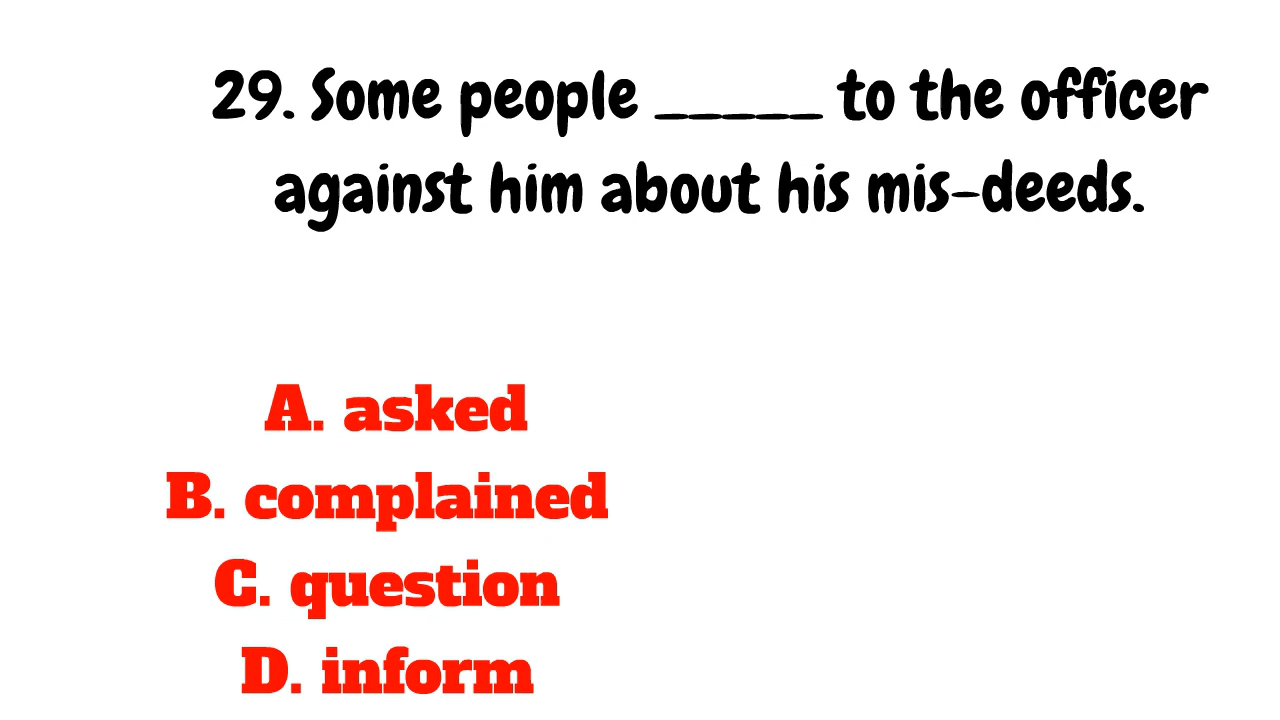 29. Some people _____ to the officer
against him about his mis-deeds.
A. asked
B. complained
C. question
D. inform